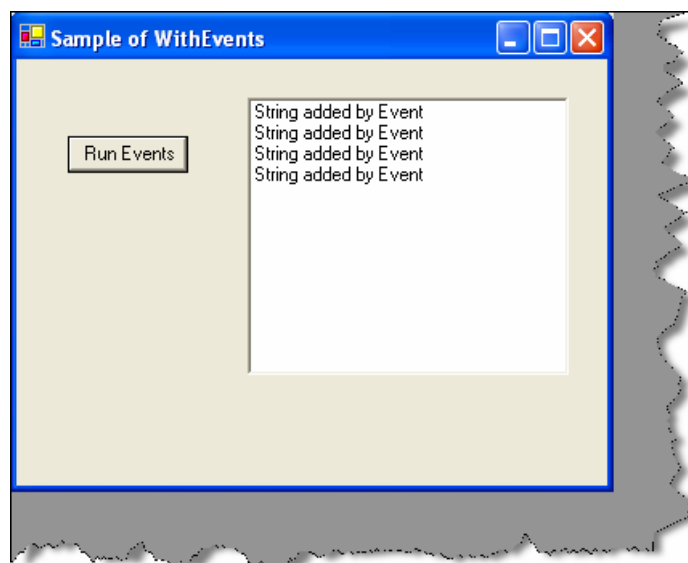 Sample of WithEvents
Run Events
String added by Event
String added by Event
String added by Event
String added by Event